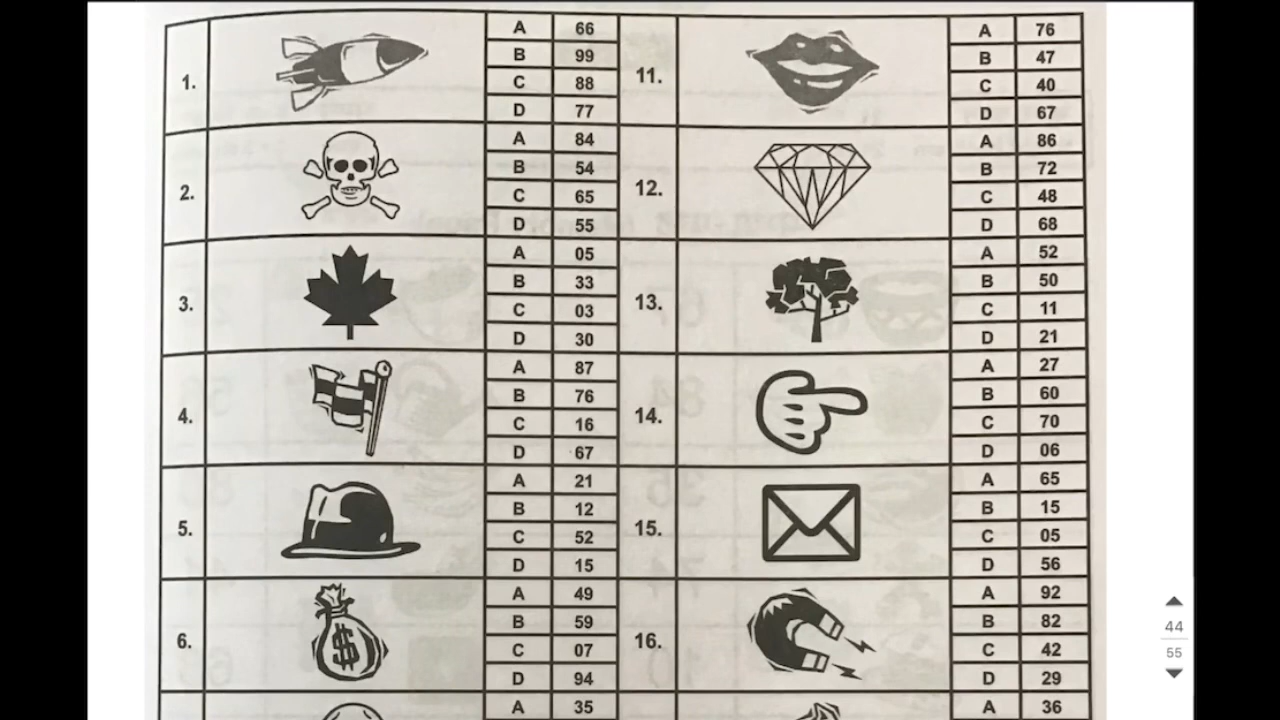 1.
A 66
B 99
C 88
D 77
2.
A 84
B 54
C 65
D 55
3.
A 05
B 33
C 03
D 30
4.
A 87
B 76
C 16
D 67
5.
A 21
B 12
C 52
D 15
6.
$
A 49
B 59
C 07
D 94
A 35
11.
A 76
B 47
C 40
D 67
12.
A 86
B 72
C 48
D 68
13.
A 52
B 50
C 11
D 21
14.
A 27
B 60
C 70
D 06
15.
A 65
B 15
C 05
D 56
16.
A 92
B 82
C 42
D 29
A 36
44
55